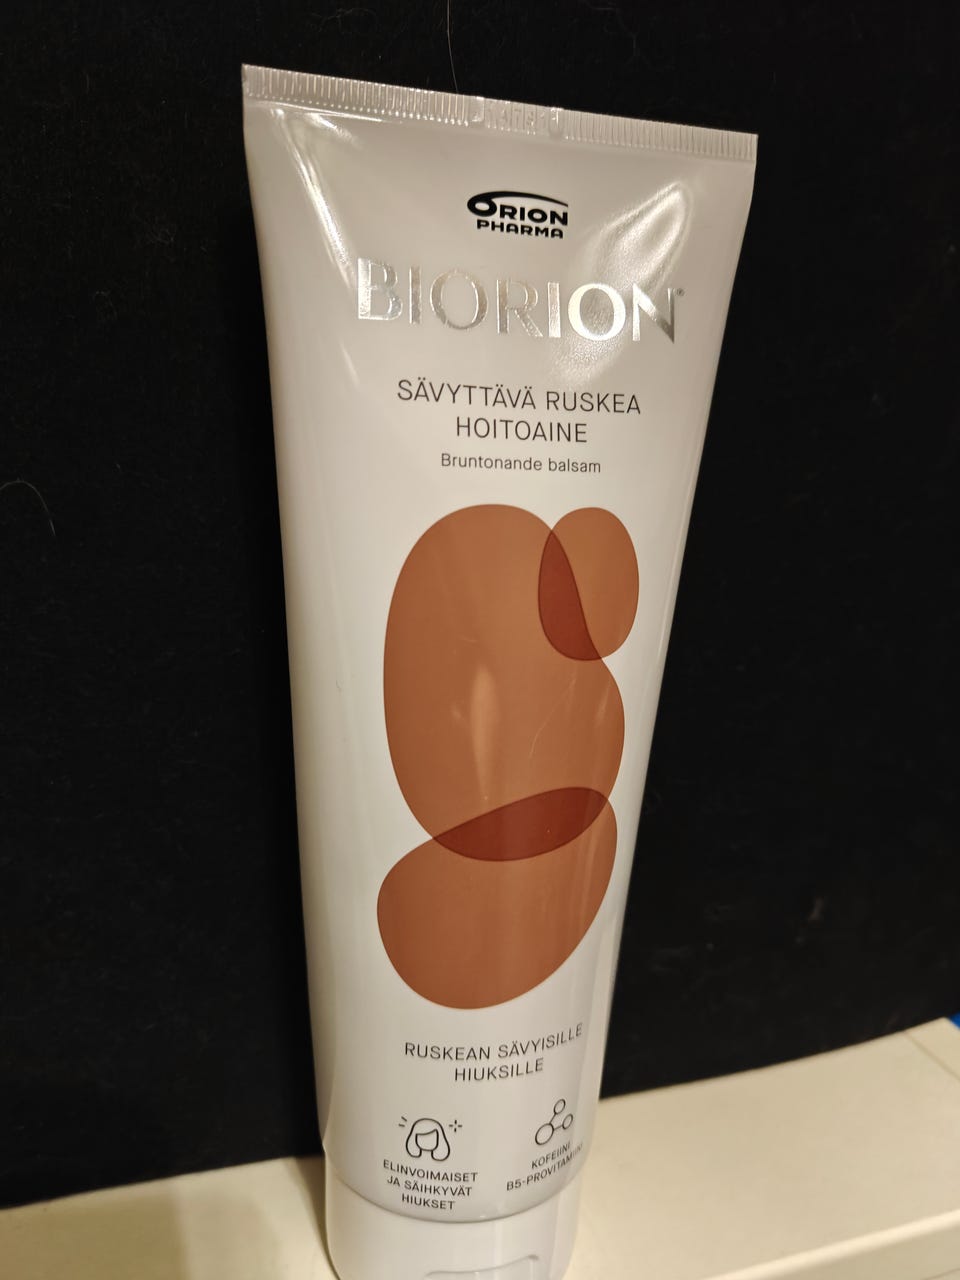 ORION
PHARMA
BIORION®
SÄVYTTÄVÄ RUSKEA
HOITOAINE
Bruntonande balsam
RUSKEAN SÄVYISILLE
HIUKSILLE
ELINVOIMAISET
JA SÄIHKYVÄT
HIUKSET
KOFEIINI
B5-PROVITAMIINI